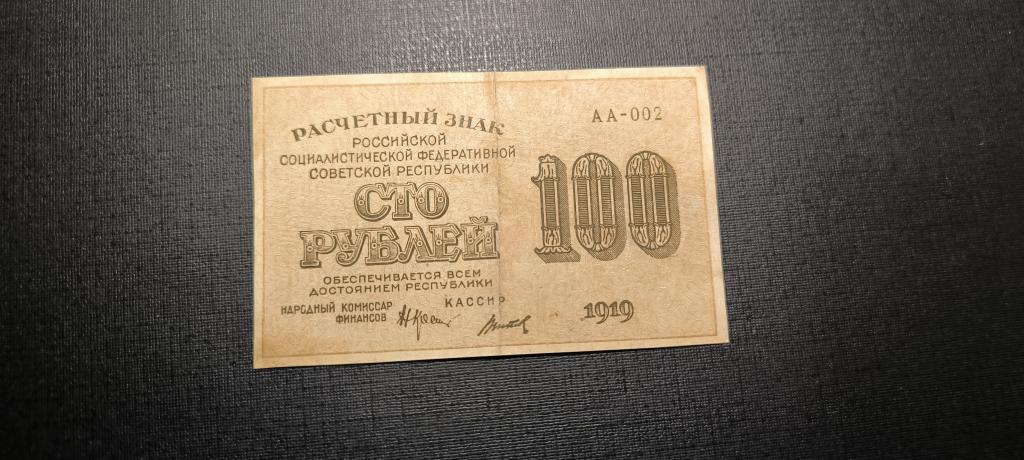 РАСЧЕТНЫЙ ЗНАК
РОССИЙСКОЙ
СОЦИАЛИСТИЧЕСКОЙ ФЕДЕРАТИВНОЙ
СОВЕТСКОЙ РЕСПУБЛИКИ
СТО
РУБЛЕЙ
ОБЕСПЕЧИВАЕТСЯ ВСЕМ
ДОСТОЯНИЕМ РЕСПУБЛИКИ
НАРОДНЫЙ КОМИССАР
ФИНАНСОВ
КАССИР
АА-002
100
1919